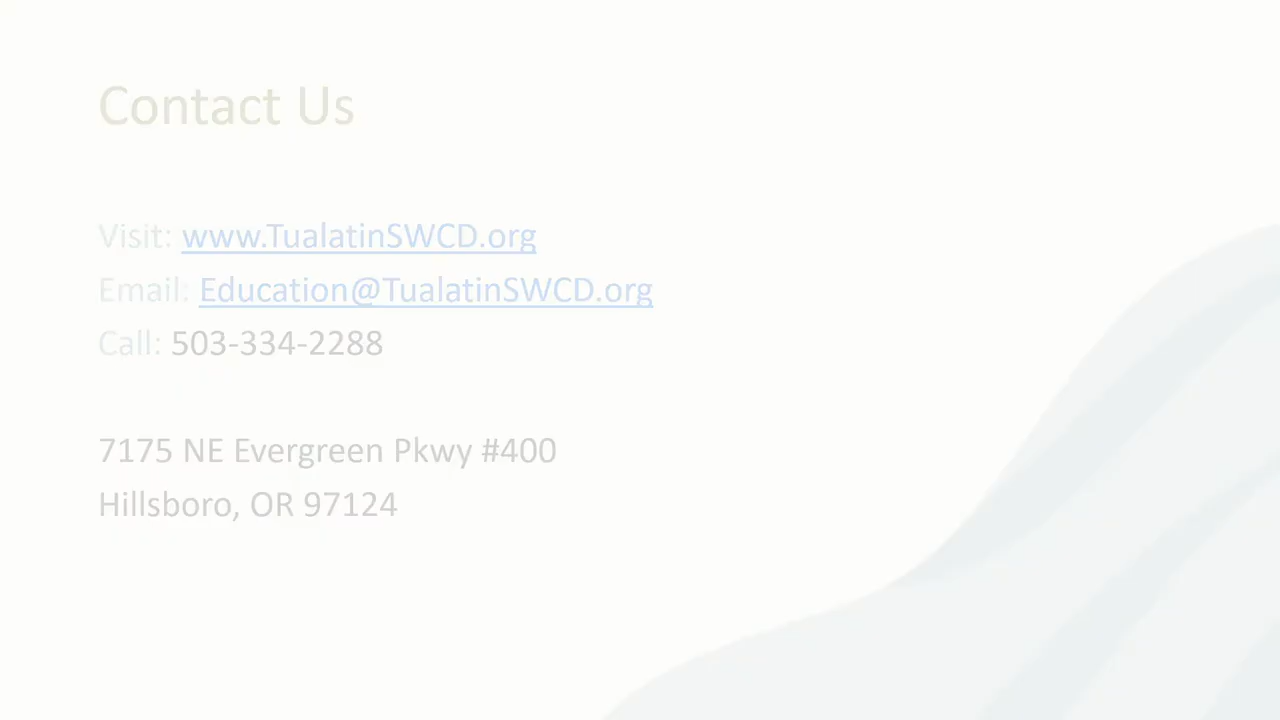 Contact Us
Visit: www.TualatinSWCD.org
Email: Education@TualatinSWCD.org
Call: 503-334-2288
7175 NE Evergreen Pkwy #400
Hillsboro, OR 97124